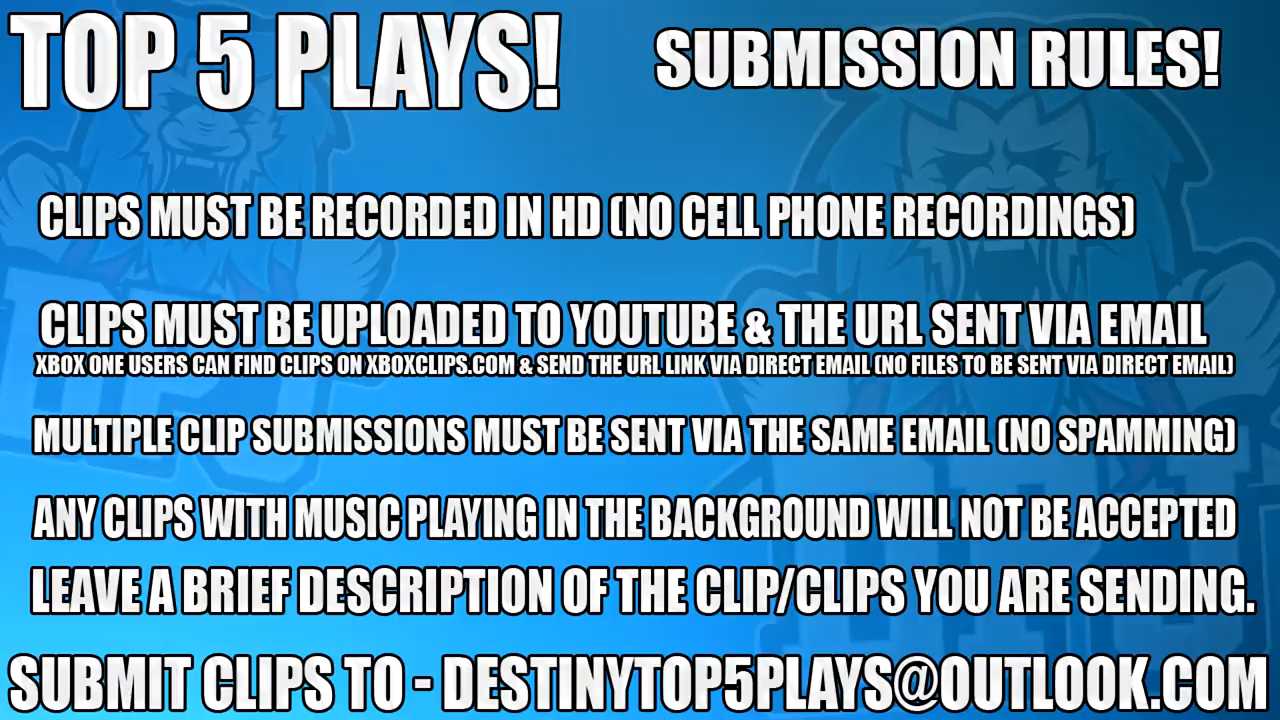 TOP 5 PLAYS!
SUBMISSION RULES!
CLIPS MUST BE RECORDED IN HD (NO CELL PHONE RECORDINGS)
CLIPS MUST BE UPLOADED TO YOUTUBE & THE URL SENT VIA EMAIL
XBOX ONE USERS CAN FIND CLIPS ON XBOXCLIPS.COM & SEND THE URL LINK VIA DIRECT EMAIL (NO FILES TO BE SENT VIA DIRECT EMAIL)
MULTIPLE CLIP SUBMISSIONS MUST BE SENT VIA THE SAME EMAIL (NO SPAMMING)
ANY CLIPS WITH MUSIC PLAYING IN THE BACKGROUND WILL NOT BE ACCEPTED
LEAVE A BRIEF DESCRIPTION OF THE CLIP/CLIPS YOU ARE SENDING.
SUBMIT CLIPS TO - DESTINYTOP5PLAYS@OUTLOOK.COM